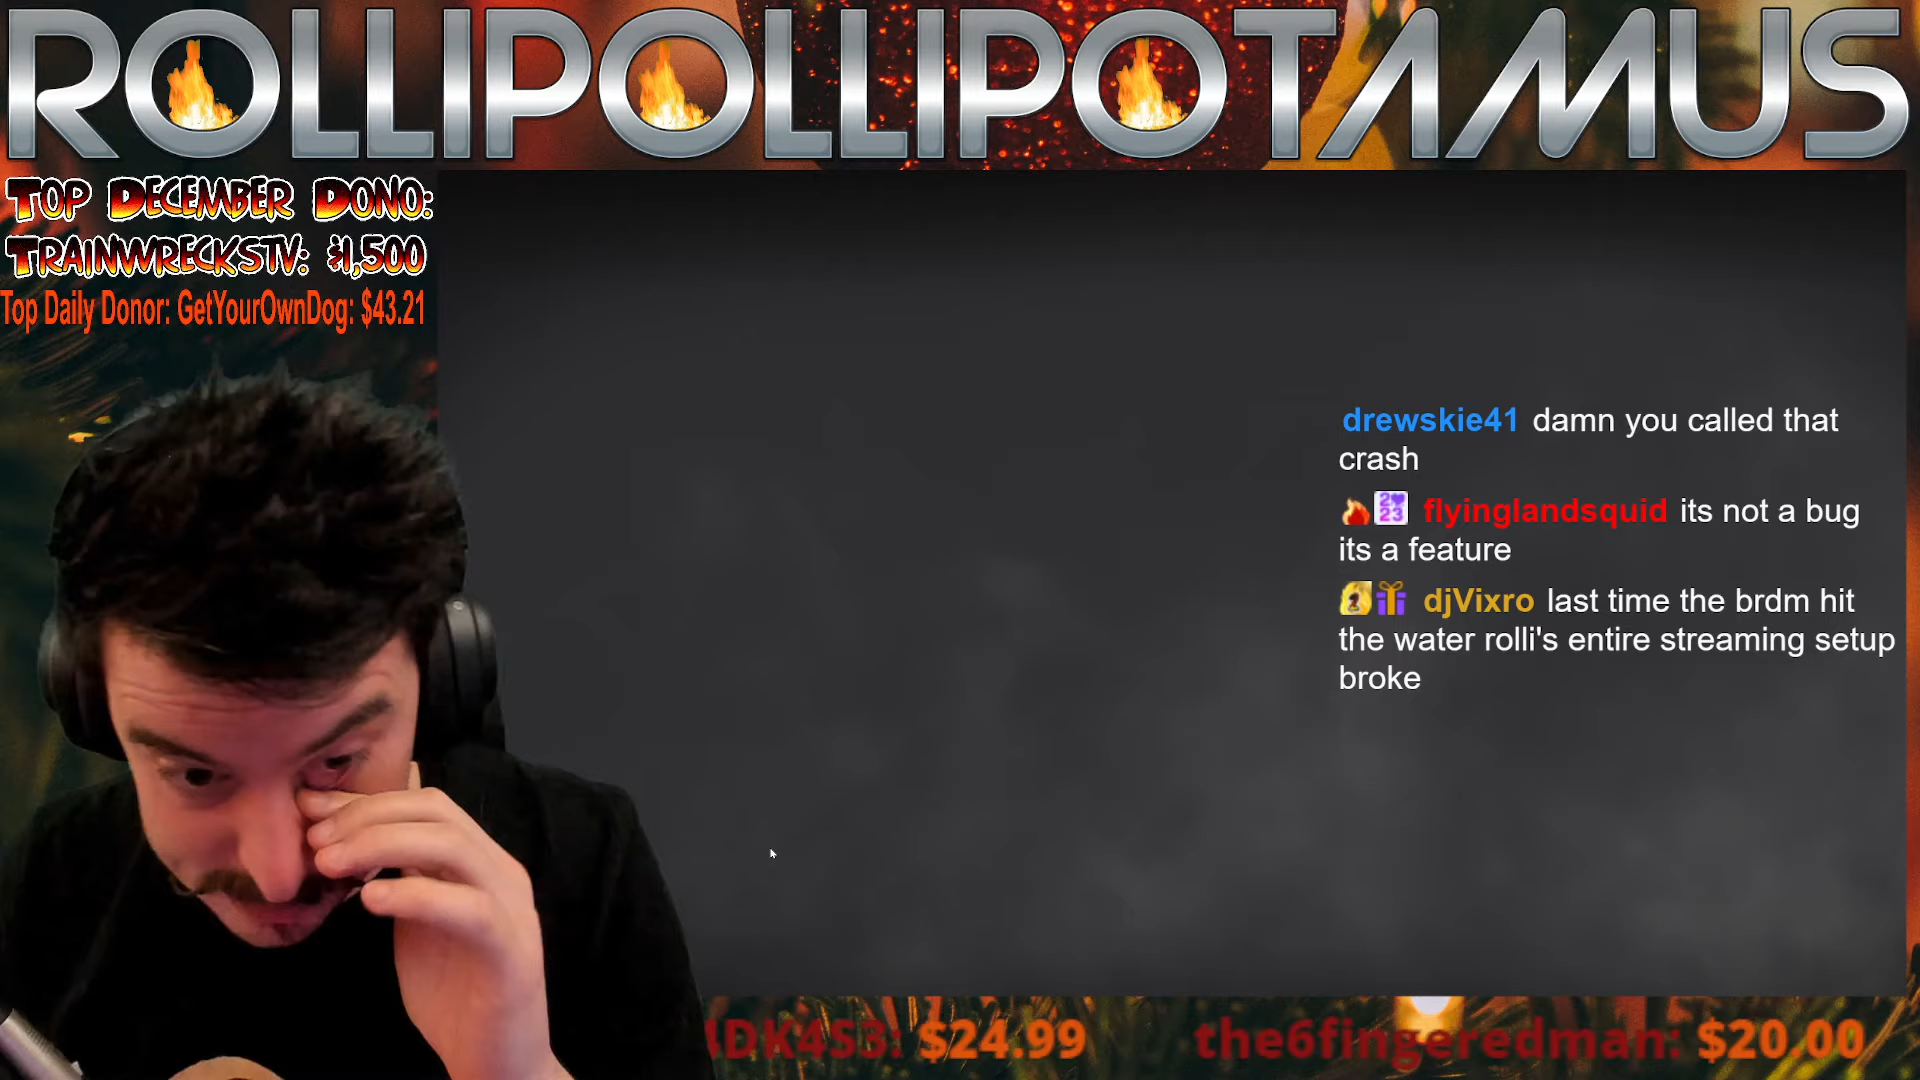 ROLLIPOLLIPOTAMUS
Top December Dono:
Trainwreckstv: $1,500
Top Daily Donor: GetYourOwnDog: $43.21
drewskie41 damn you called that
crash
flyinglandsquid its not a bug
its a feature
djVixro last time the brdm hit
the water rolli's entire streaming setup
broke
4DK4S3: $24.99 the6fingeredman: $20.00